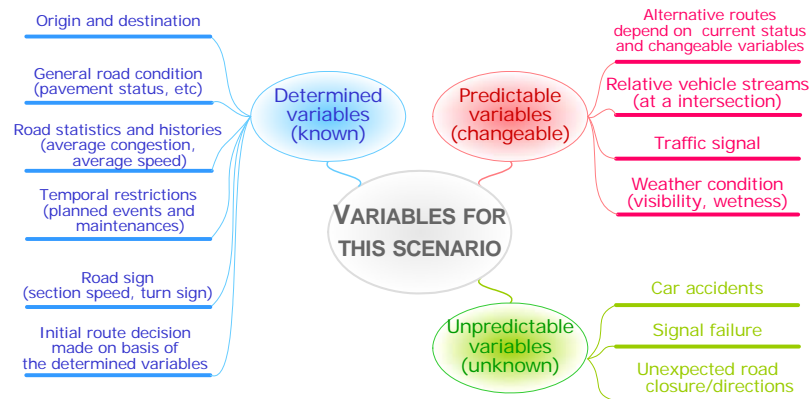 Origin and destination
General road condition
(pavement status, etc)
Road statistics and histories
(average congestion,
average speed)
Temporal restrictions
(planned events and
maintenances)
Road sign
(section speed, turn sign)
Initial route decision
made on basis of
the determined variables
Determined
variables
(known)
VARIABLES FOR
THIS SCENARIO
Predictable
variables
(changeable)
Alternative routes
depend on current status
and changeable variables
Relative vehicle streams
(at a intersection)
Traffic signal
Weather condition
(visibility, wetness)
Unpredictable
variables
(unknown)
Car accidents
Signal failure
Unexpected road
closure/directions